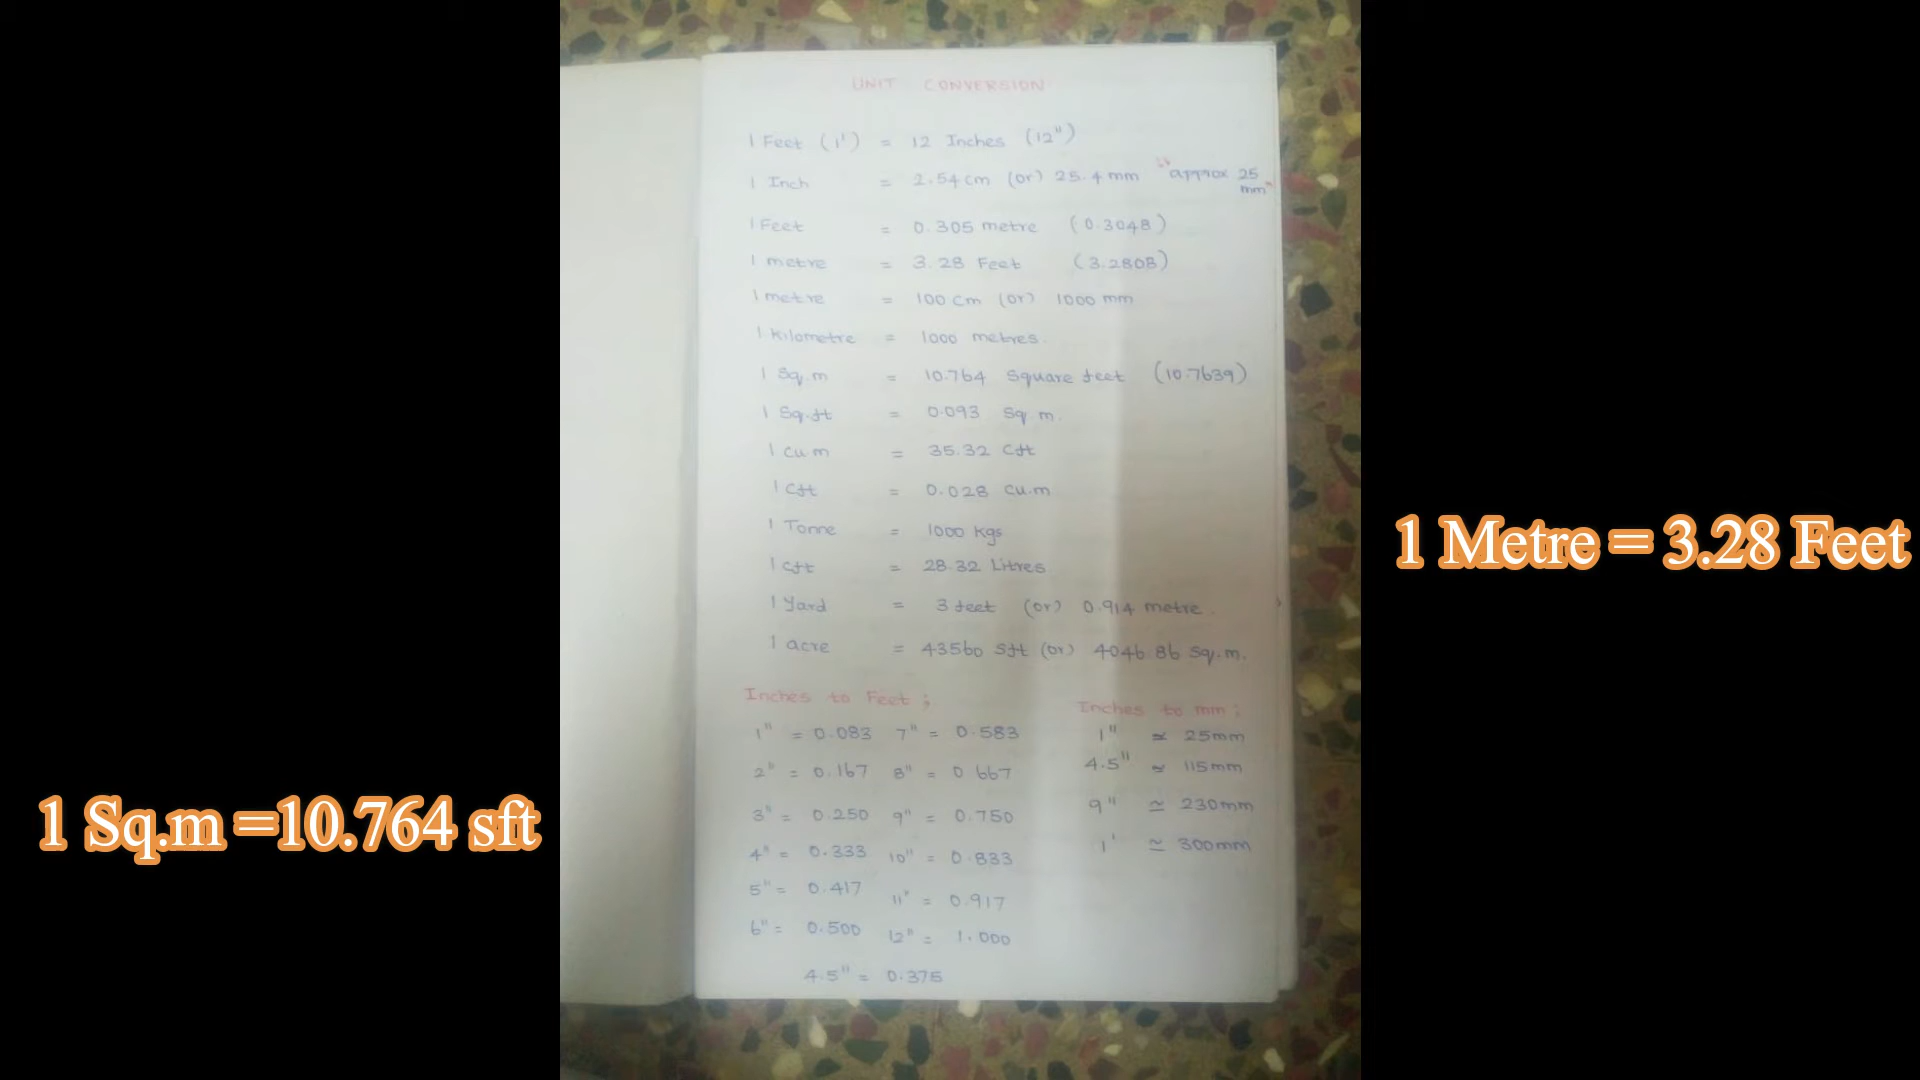 UNIT CONVERSION
1 Feet (1') = 12 Inches (12")
1 Inch = 2.54 cm (or) 25.4 mm "approx 25 mm"
1 Feet = 0.305 metre (0.3048)
1 metre = 3.28 Feet (3.2808)
1 metre = 100 cm (or) 1000 mm
1 kilometre = 1000 metres.
1 Sq.m = 10.764 Square feet (10.7639)
1 Sq.ft = 0.093 Sq m.
1 cu m = 35.32 Cft
1 Cft = 0.028 cu.m
1 Tonne = 1000 Kgs
1 cft = 28.32 Litres
1 Yard = 3 feet (or) 0.914 metre.
1 acre = 43560 Sft (or) 4046.86 Sq.m.
Inches to Feet ;
1" = 0.083 7" = 0.583
2" = 0.167 8" = 0.667
3" = 0.250 9" = 0.750
4" = 0.333 10" = 0.833
5" = 0.417 11" = 0.917
6" = 0.500 12" = 1.000
4.5" = 0.375
Inches to mm ;
1" ≃ 25mm
4.5" ≃ 115mm
9" ≃ 230mm
1' ≃ 300mm
1 Metre = 3.28 Feet
1 Sq.m =10.764 sft